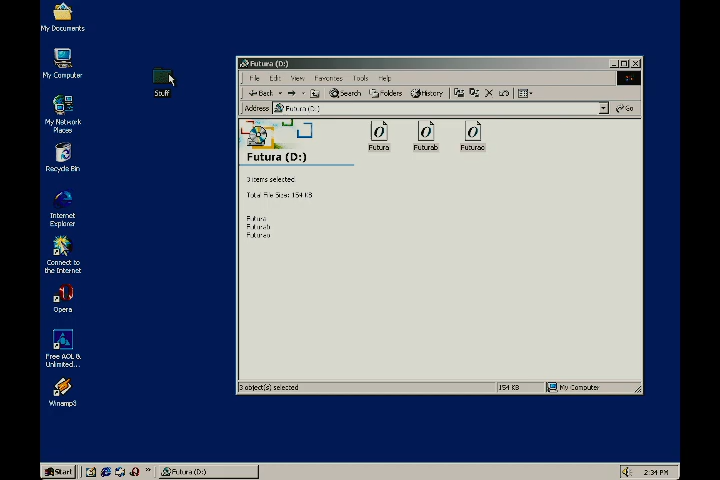 My Documents
My Computer
My Network
Places
Recycle Bin
Internet
Explorer
Connect to
the Internet
Opera
Free AOL &
Unlimited...
Winamp3
Stuff
Futura (D:)
File Edit View Favorites Tools Help
Back Search Folders History
Address Futura (D:) Go
Futura (D:)
3 items selected.
Total File Size: 154 KB
Futura
Futurab
Futurao
Futura Futurab Futurao
3 object(s) selected 154 KB My Computer
Start Futura (D:) 2:34 PM